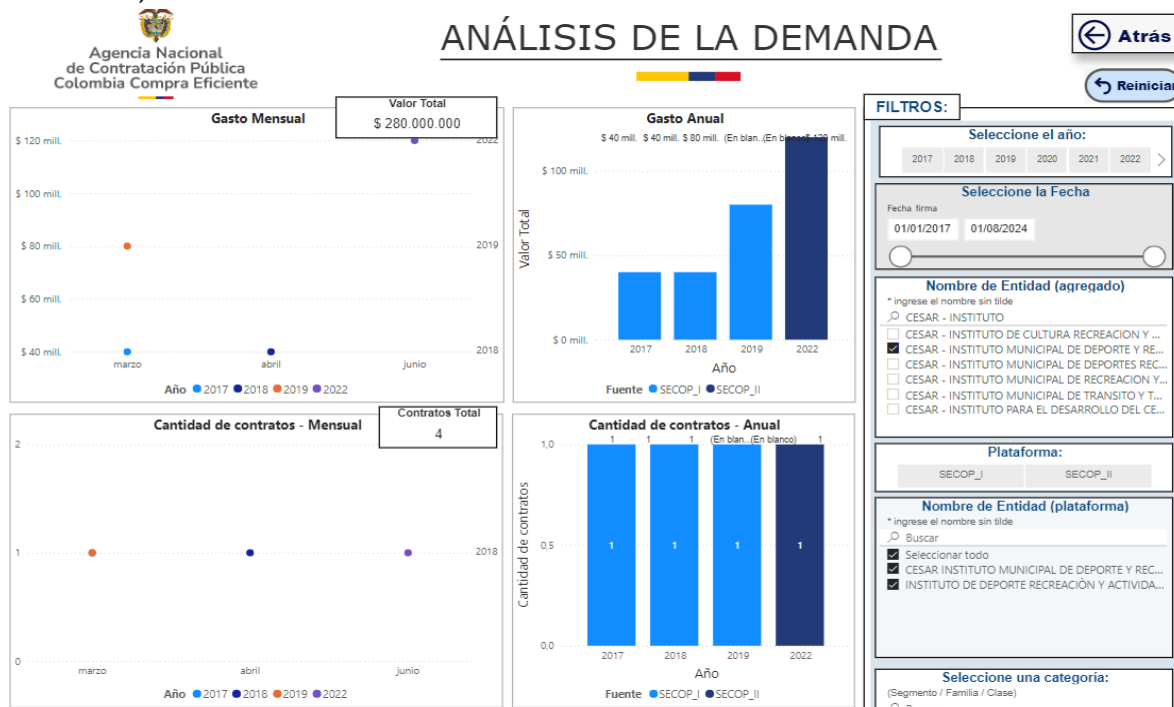 Agencia Nacional
de Contratación Pública
Colombia Compra Eficiente
ANÁLISIS DE LA DEMANDA
Atrás
Reiniciar
Gasto Mensual
Valor Total
$ 280.000.000
$ 120 mill.
$ 100 mill.
$ 80 mill.
$ 60 mill.
$ 40 mill.
2022
2019
2018
marzo
abril
junio
Año 2017 2018 2019 2022
Gasto Anual
$ 40 mill. $ 40 mill. $ 80 mill. (En blan... (En blanco) $ 120 mill.
Valor Total
$ 100 mill.
$ 50 mill.
$ 0 mill.
2017 2018 2019 2022
Año
Fuente SECOP_I SECOP_II
Cantidad de contratos - Mensual
Contratos Total
4
2
1
0
2018
marzo abril junio
Año 2017 2018 2019 2022
Cantidad de contratos - Anual
1 1 1 (En blan... (En blanco) 1
Cantidad de contratos
1,0
0,5
0,0
1 1 1 1
2017 2018 2019 2022
Año
Fuente SECOP_I SECOP_II
FILTROS:
Seleccione el año:
2017 2018 2019 2020 2021 2022
Seleccione la Fecha
Fecha firma
01/01/2017 01/08/2024
Nombre de Entidad (agregado)
* ingrese el nombre sin tilde
CESAR - INSTITUTO
CESAR - INSTITUTO DE CULTURA RECREACION Y ...
CESAR - INSTITUTO MUNICIPAL DE DEPORTE Y RE...
CESAR - INSTITUTO MUNICIPAL DE DEPORTES REC...
CESAR - INSTITUTO MUNICIPAL DE RECREACION Y...
CESAR - INSTITUTO MUNICIPAL DE TRANSITO Y T...
CESAR - INSTITUTO PARA EL DESARROLLO DEL CE...
Plataforma:
SECOP_I SECOP_II
Nombre de Entidad (plataforma)
* ingrese el nombre sin tilde
Buscar
Seleccionar todo
CESAR INSTITUTO MUNICIPAL DE DEPORTE Y REC...
INSTITUTO DE DEPORTE RECREACIÒN Y ACTIVIDA...
Seleccione una categoría:
(Segmento / Familia / Clase)